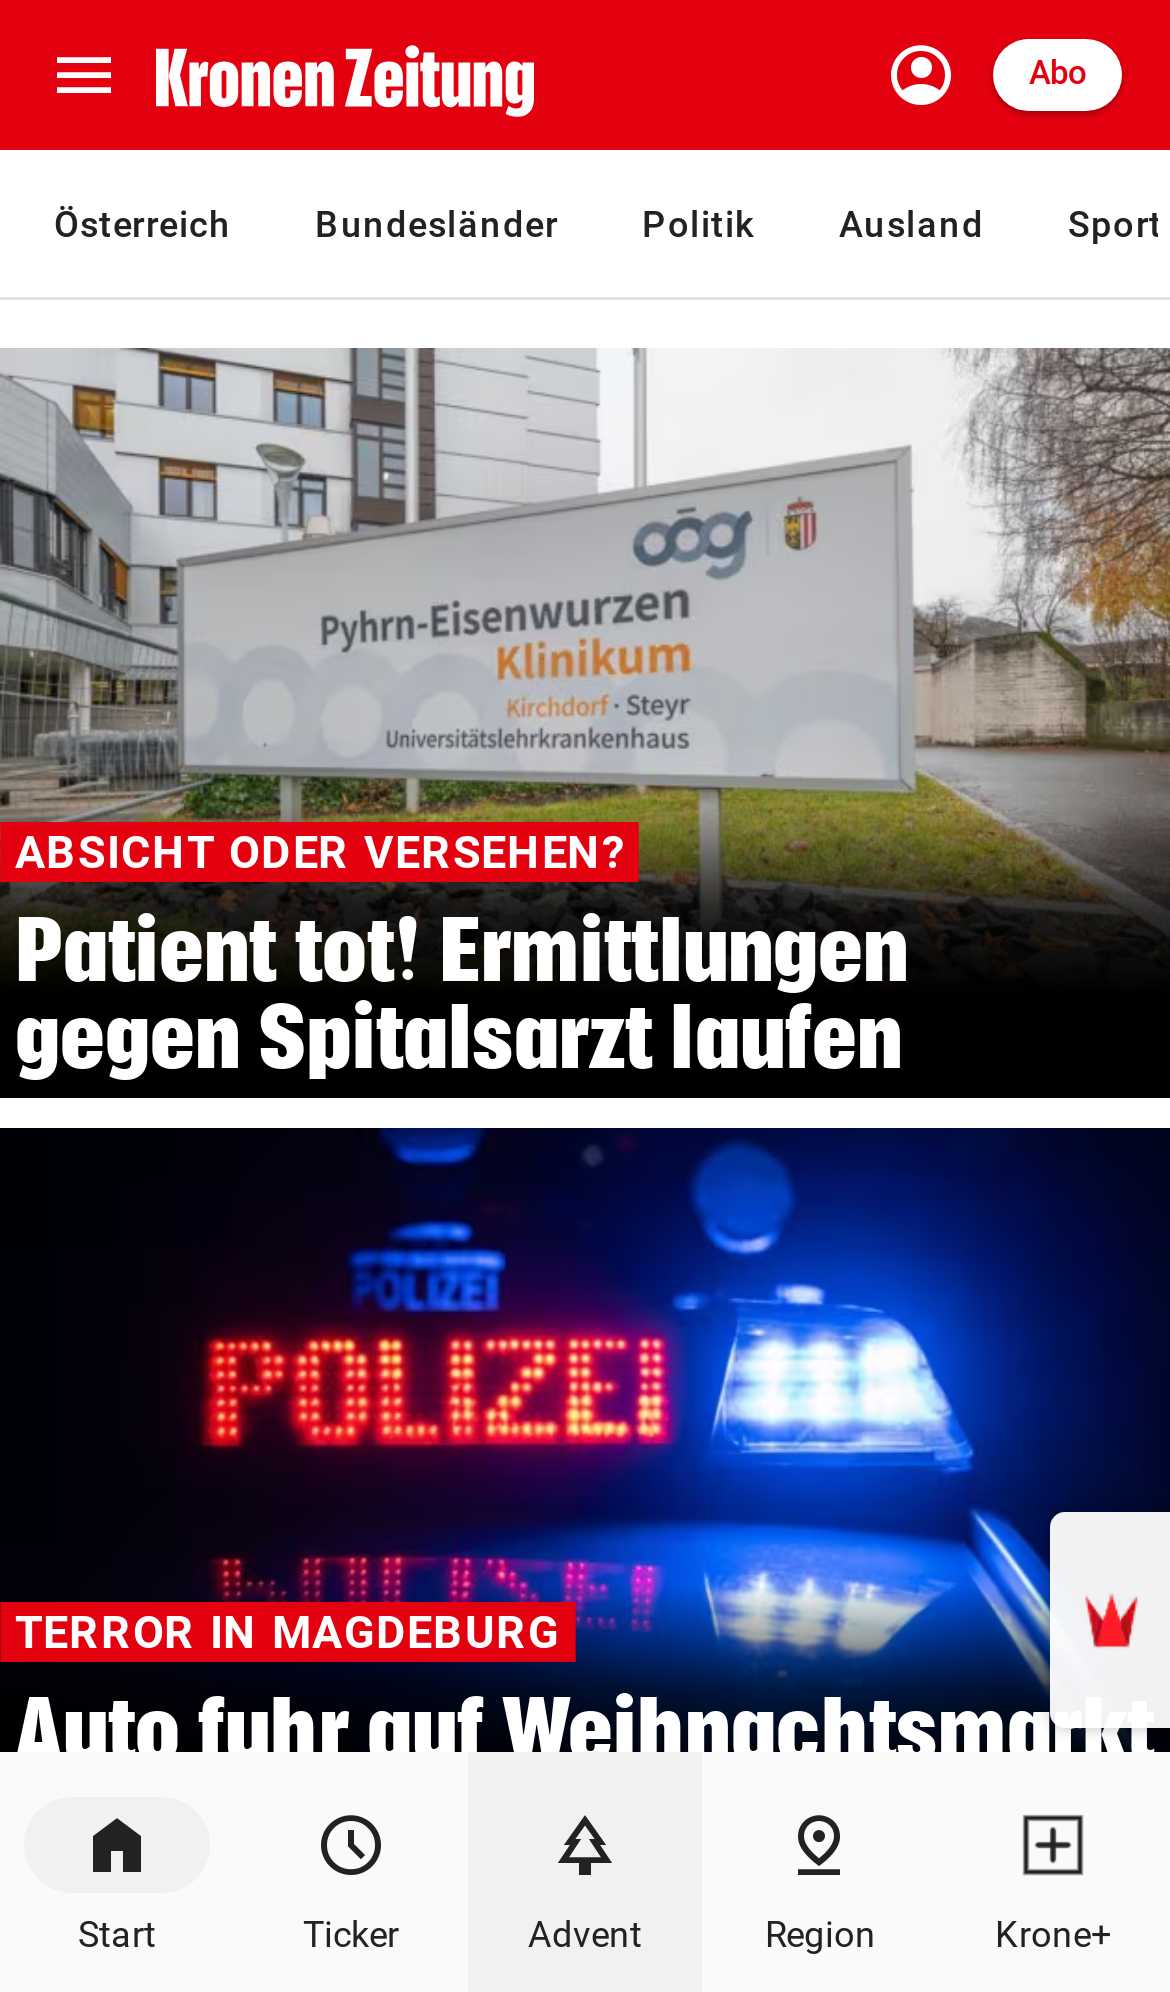 Kronen Zeitung
Abo
Österreich Bundesländer Politik Ausland Sport
oög
Pyhrn-Eisenwurzen
Klinikum
Kirchdorf · Steyr
Universitätslehrkrankenhaus
ABSICHT ODER VERSEHEN?
Patient tot! Ermittlungen
gegen Spitalsarzt laufen
POLIZEI
POLIZEI
TERROR IN MAGDEBURG
Auto fuhr auf Weihnachtsmarkt
Start Ticker Advent Region Krone+